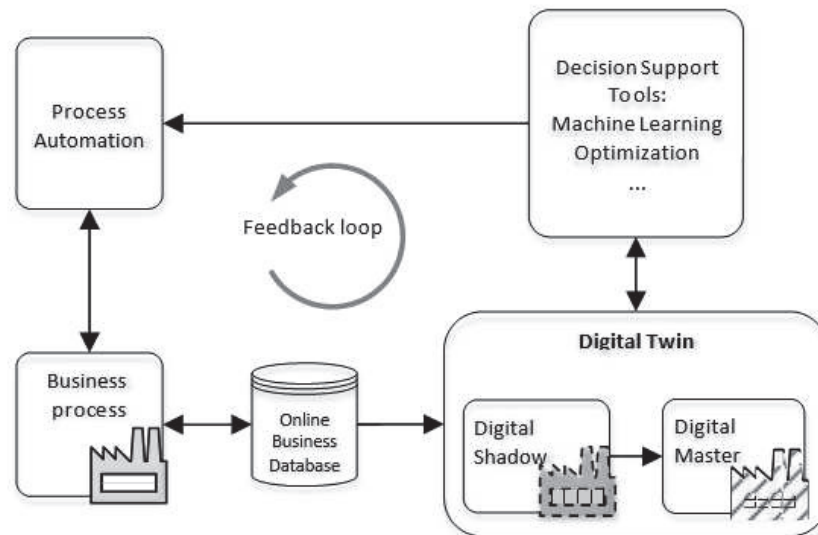 Process
Automation
Decision Support
Tools:
Machine Learning
Optimization
...
Feedback loop
Business
process
Online
Business
Database
Digital Twin
Digital
Shadow
Digital
Master